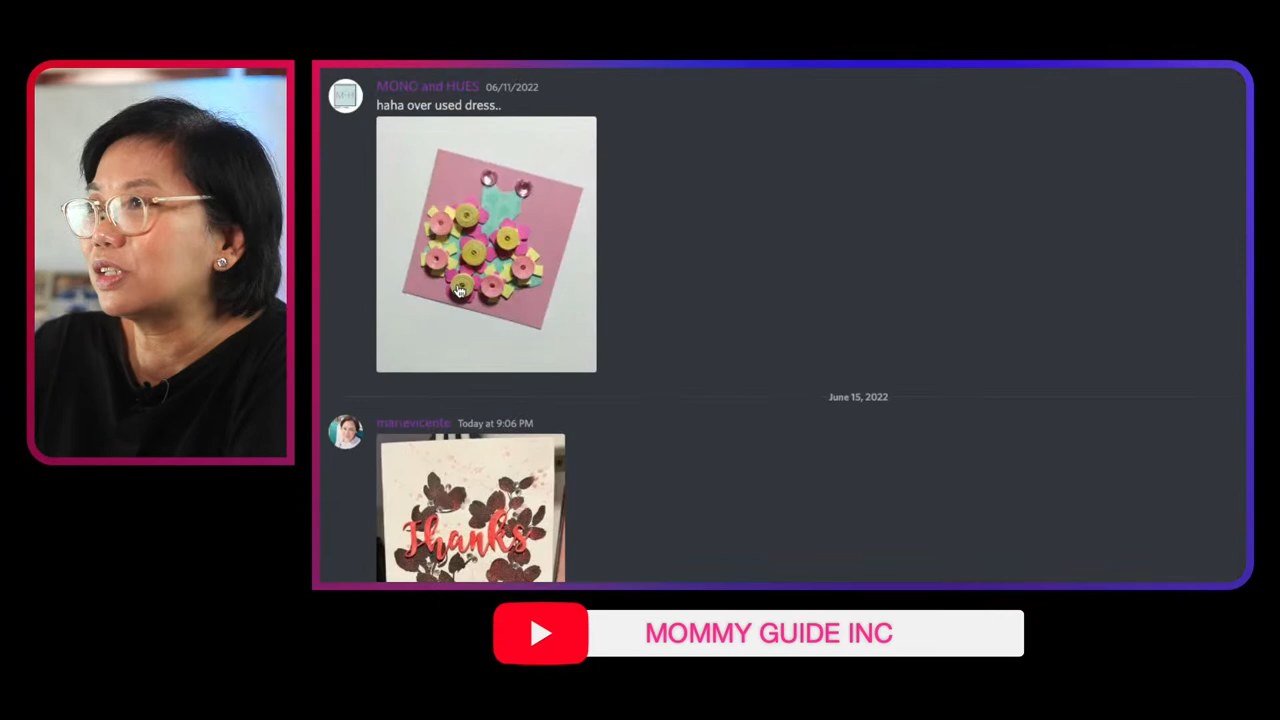 MONO and HUES 06/11/2022
haha over used dress..
June 15, 2022
marievicente Today at 9:06 PM
Thanks
MOMMY GUIDE INC